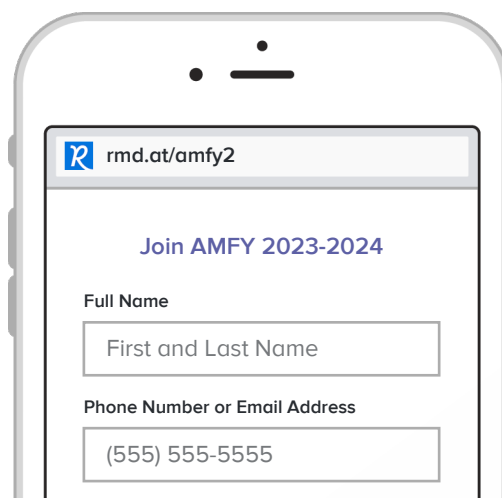 rmd.at/amfy2
Join AMFY 2023-2024
Full Name
First and Last Name
Phone Number or Email Address
(555) 555-5555